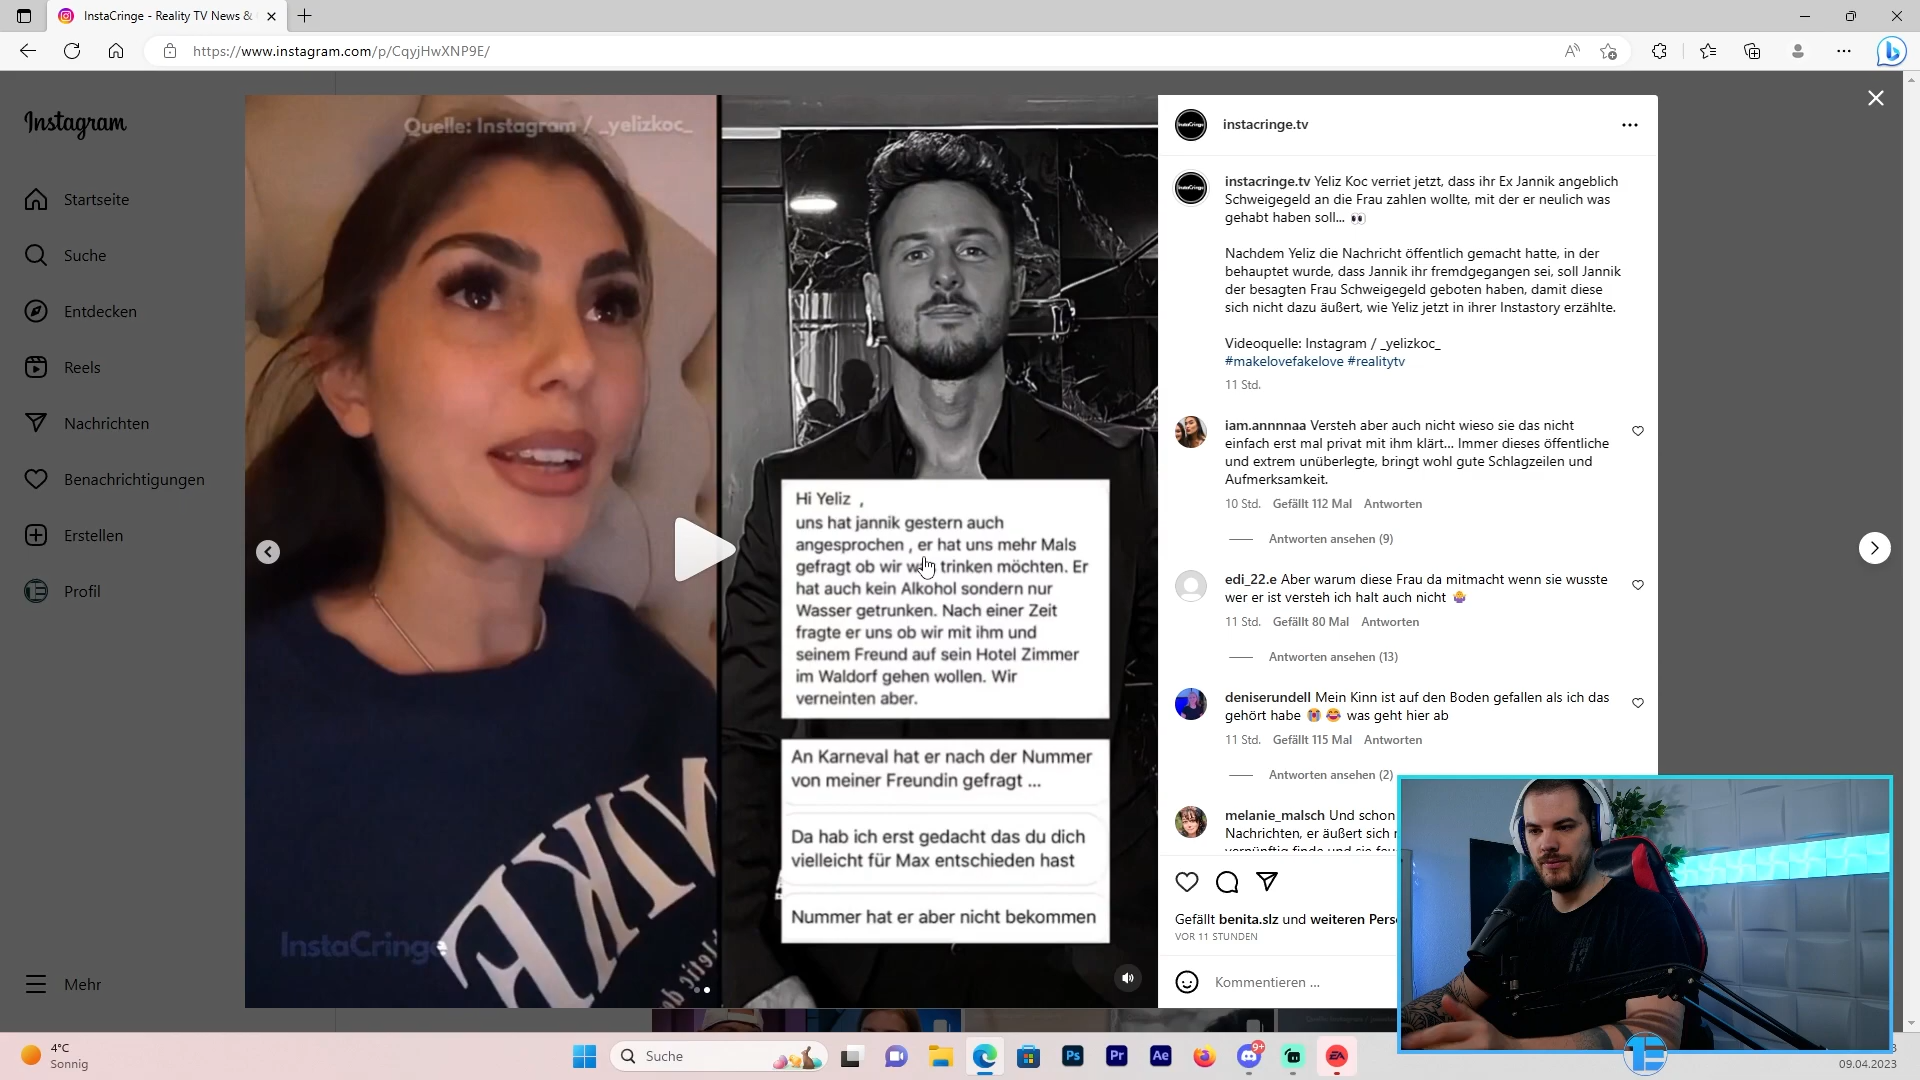 InstaCringe - Reality TV News &
https://www.instagram.com/p/CqyjHwXNP9E/
Instagram
Startseite
Suche
Entdecken
Reels
Nachrichten
Benachrichtigungen
Erstellen
Profil
Mehr
Quelle: Instagram / _yelizkoc_
Hi Yeliz ,
uns hat jannik gestern auch
angesprochen , er hat uns mehr Mals
gefragt ob wir trinken möchten. Er
hat auch kein Alkohol sondern nur
Wasser getrunken. Nach einer Zeit
fragte er uns ob wir mit ihm und
seinem Freund auf sein Hotel Zimmer
im Waldorf gehen wollen. Wir
verneinten aber.
An Karneval hat er nach der Nummer
von meiner Freundin gefragt ...
Da hab ich erst gedacht das du dich
vielleicht für Max entschieden hast
Nummer hat er aber nicht bekommen
InstaCringe
instacringe.tv
instacringe.tv Yeliz Koc verriet jetzt, dass ihr Ex Jannik angeblich
Schweigegeld an die Frau zahlen wollte, mit der er neulich was
gehabt haben soll... 👀
Nachdem Yeliz die Nachricht öffentlich gemacht hatte, in der
behauptet wurde, dass Jannik ihr fremdgegangen sei, soll Jannik
der besagten Frau Schweigegeld geboten haben, damit diese
sich nicht dazu äußert, wie Yeliz jetzt in ihrer Instastory erzählte.
Videoquelle: Instagram / _yelizkoc_
#makelovefakelove #realitytv
11 Std.
iam.annnnaa Versteh aber auch nicht wieso sie das nicht
einfach erst mal privat mit ihm klärt... Immer dieses öffentliche
und extrem unüberlegte, bringt wohl gute Schlagzeilen und
Aufmerksamkeit.
10 Std. Gefällt 112 Mal Antworten
Antworten ansehen (9)
edi_22.e Aber warum diese Frau da mitmacht wenn sie wusste
wer er ist versteh ich halt auch nicht 🤷‍♀️
11 Std. Gefällt 80 Mal Antworten
Antworten ansehen (13)
deniserundell Mein Kinn ist auf den Boden gefallen als ich das
gehört habe 😭 😂 was geht hier ab
11 Std. Gefällt 115 Mal Antworten
Antworten ansehen (2)
melanie_malsch Und schon
Nachrichten, er äußert sich
Gefällt benita.slz und weiteren
VOR 11 STUNDEN
Kommentieren ...
4°C
Sonnig
Suche
Ps
Pr
Ae
9+
EA
09.04.2023